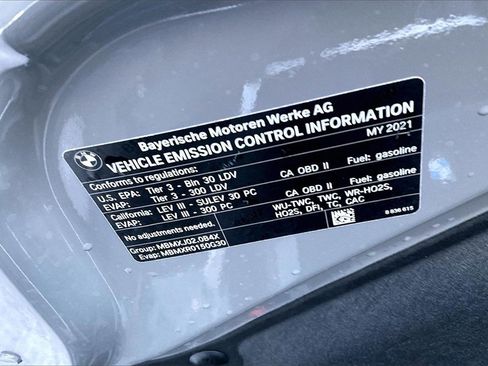 BMW
Bayerische Motoren Werke AG
VEHICLE EMISSION CONTROL INFORMATION
Conforms to regulations: MY 2021
U.S. EPA: Tier 3 - Bin 30 LDV CA OBD II Fuel: gasoline
EVAP: Tier 3 - 300 LDV
California: LEV III - SULEV 30 PC CA OBD II Fuel: gasoline
EVAP: LEV III - 300 PC
No adjustments needed. WU-TWC, TWC, WR-HO2S,
HO2S, DFI, TC, CAC
Group: MBMXJ02.0B4X
Evap: MBMXR0150G30
8 836 615